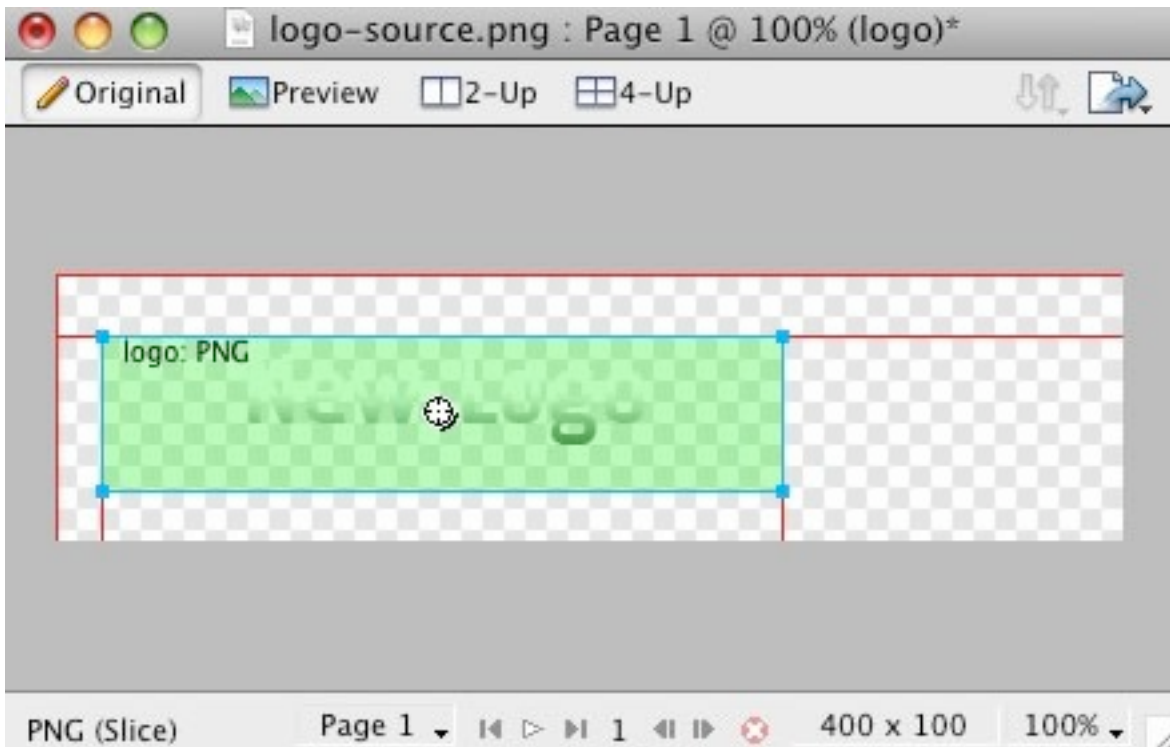 logo-source.png : Page 1 @ 100% (logo)*
Original Preview 2-Up 4-Up
logo: PNG
New Logo
PNG (Slice) Page 1 1 400 x 100 100%